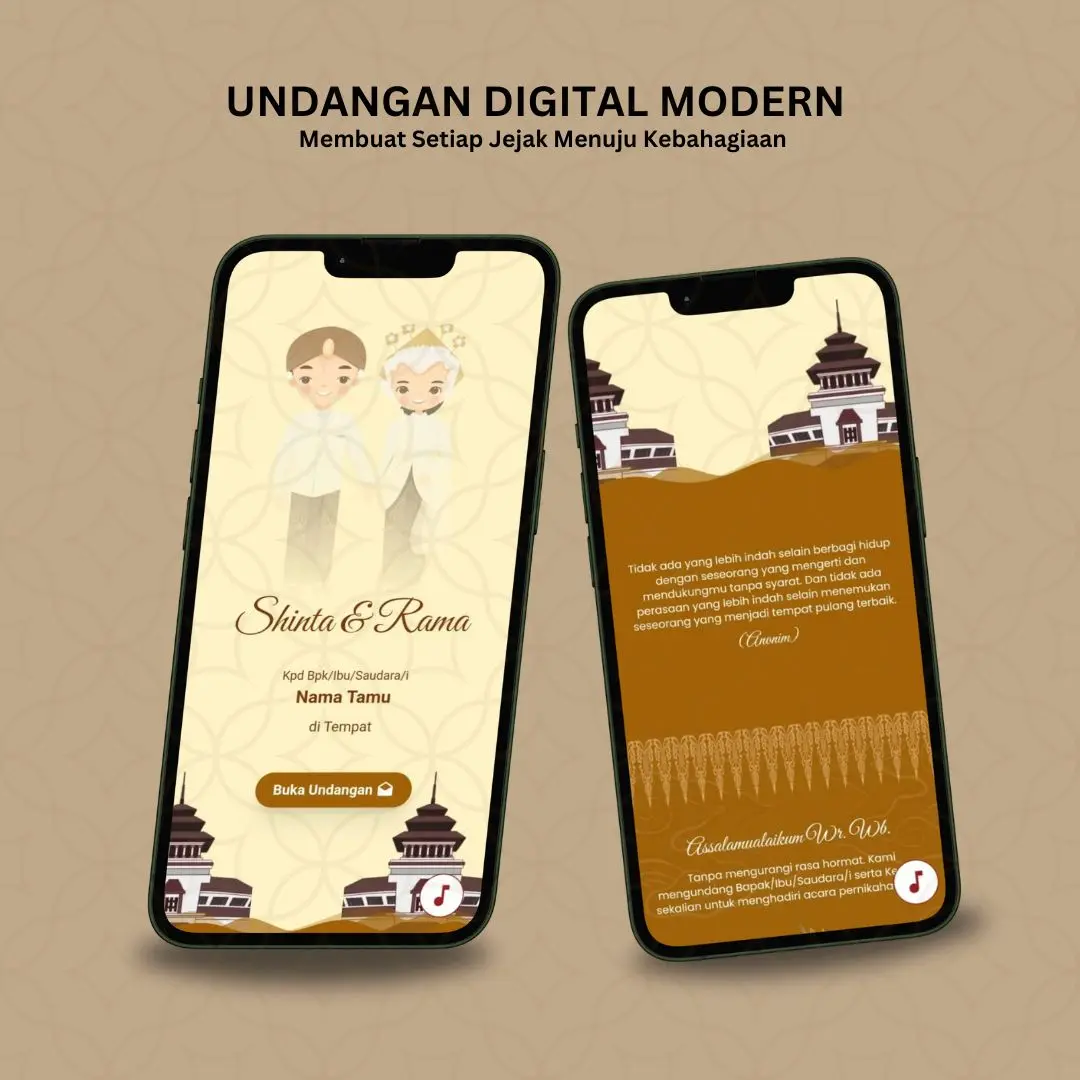 UNDANGAN DIGITAL MODERN
Membuat Setiap Jejak Menuju Kebahagiaan
Shinta & Rama
Kpd Bpk/Ibu/Saudara/i
Nama Tamu
di Tempat
Buka Undangan
Tidak ada yang lebih indah selain berbagi hidup
dengan seseorang yang mengerti dan
mendukungmu tanpa syarat. Dan tidak ada
perasaan yang lebih indah selain menemukan
seseorang yang menjadi tempat pulang terbaik.
(Anonim)
Assalamualaikum Wr. Wb.
Tanpa mengurangi rasa hormat. Kami
mengundang Bapak/Ibu/Saudara/i serta Ke
sekalian untuk menghadiri acara pernikaha